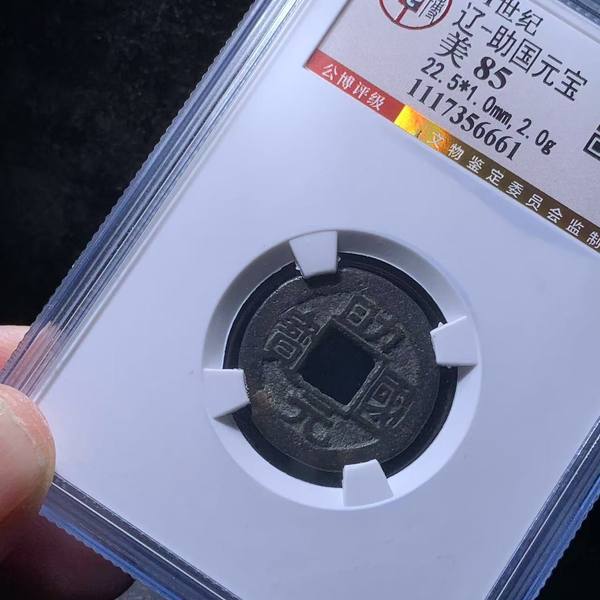 世纪
辽-助国元宝
美 85
22.5*1.0mm,2.0g
1117356661
公博评级
文物鉴定委员会监制
助國元寶